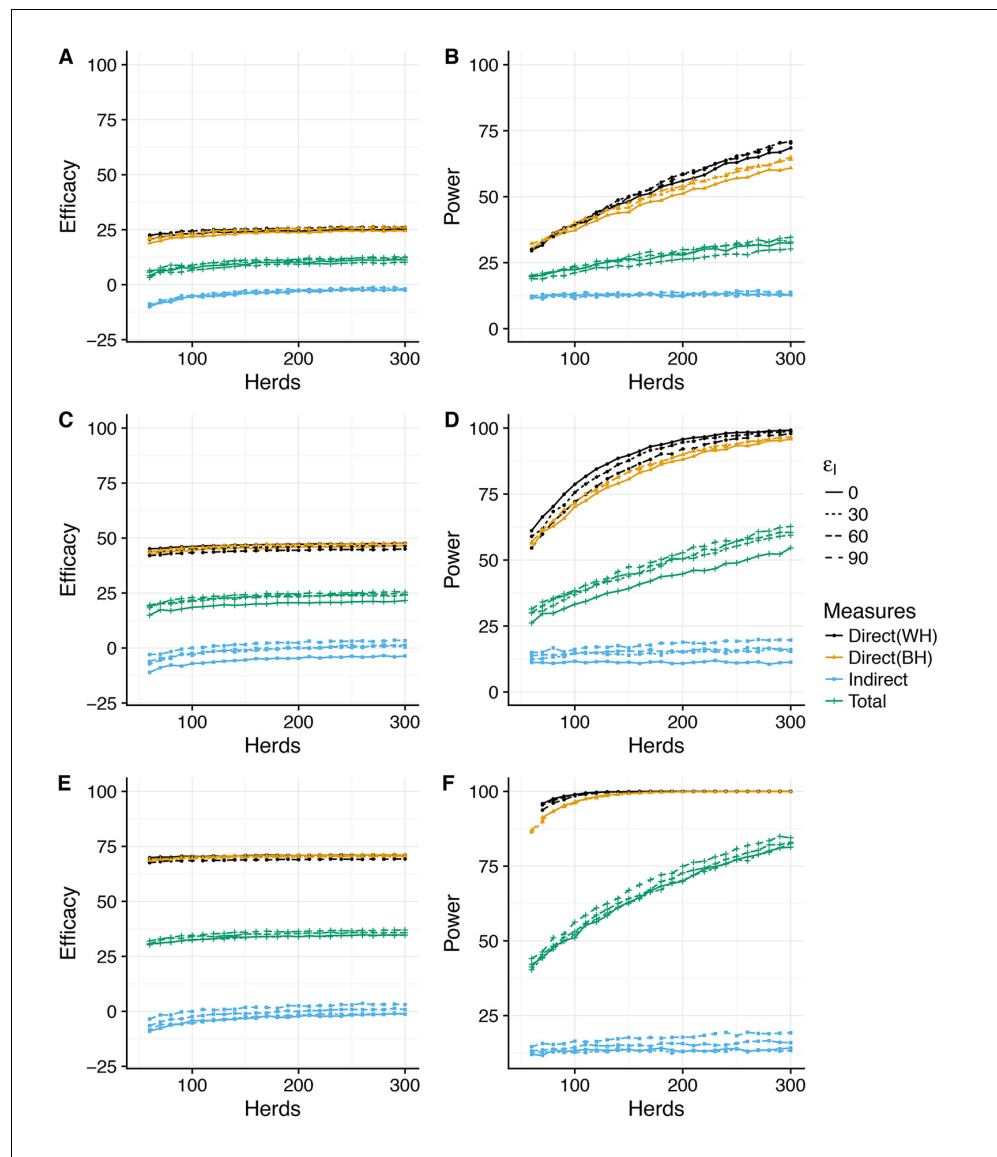 A
100
75
50
25
0
−25
Efficacy
100 200 300
Herds
B
100
75
50
25
0
Power
100 200 300
Herds
C
100
75
50
25
0
−25
Efficacy
100 200 300
Herds
D
100
75
50
25
0
Power
100 200 300
Herds
E
100
75
50
25
0
−25
Efficacy
100 200 300
Herds
F
100
75
50
25
Power
100 200 300
Herds
εI
0
30
60
90
Measures
Direct(WH)
Direct(BH)
Indirect
Total